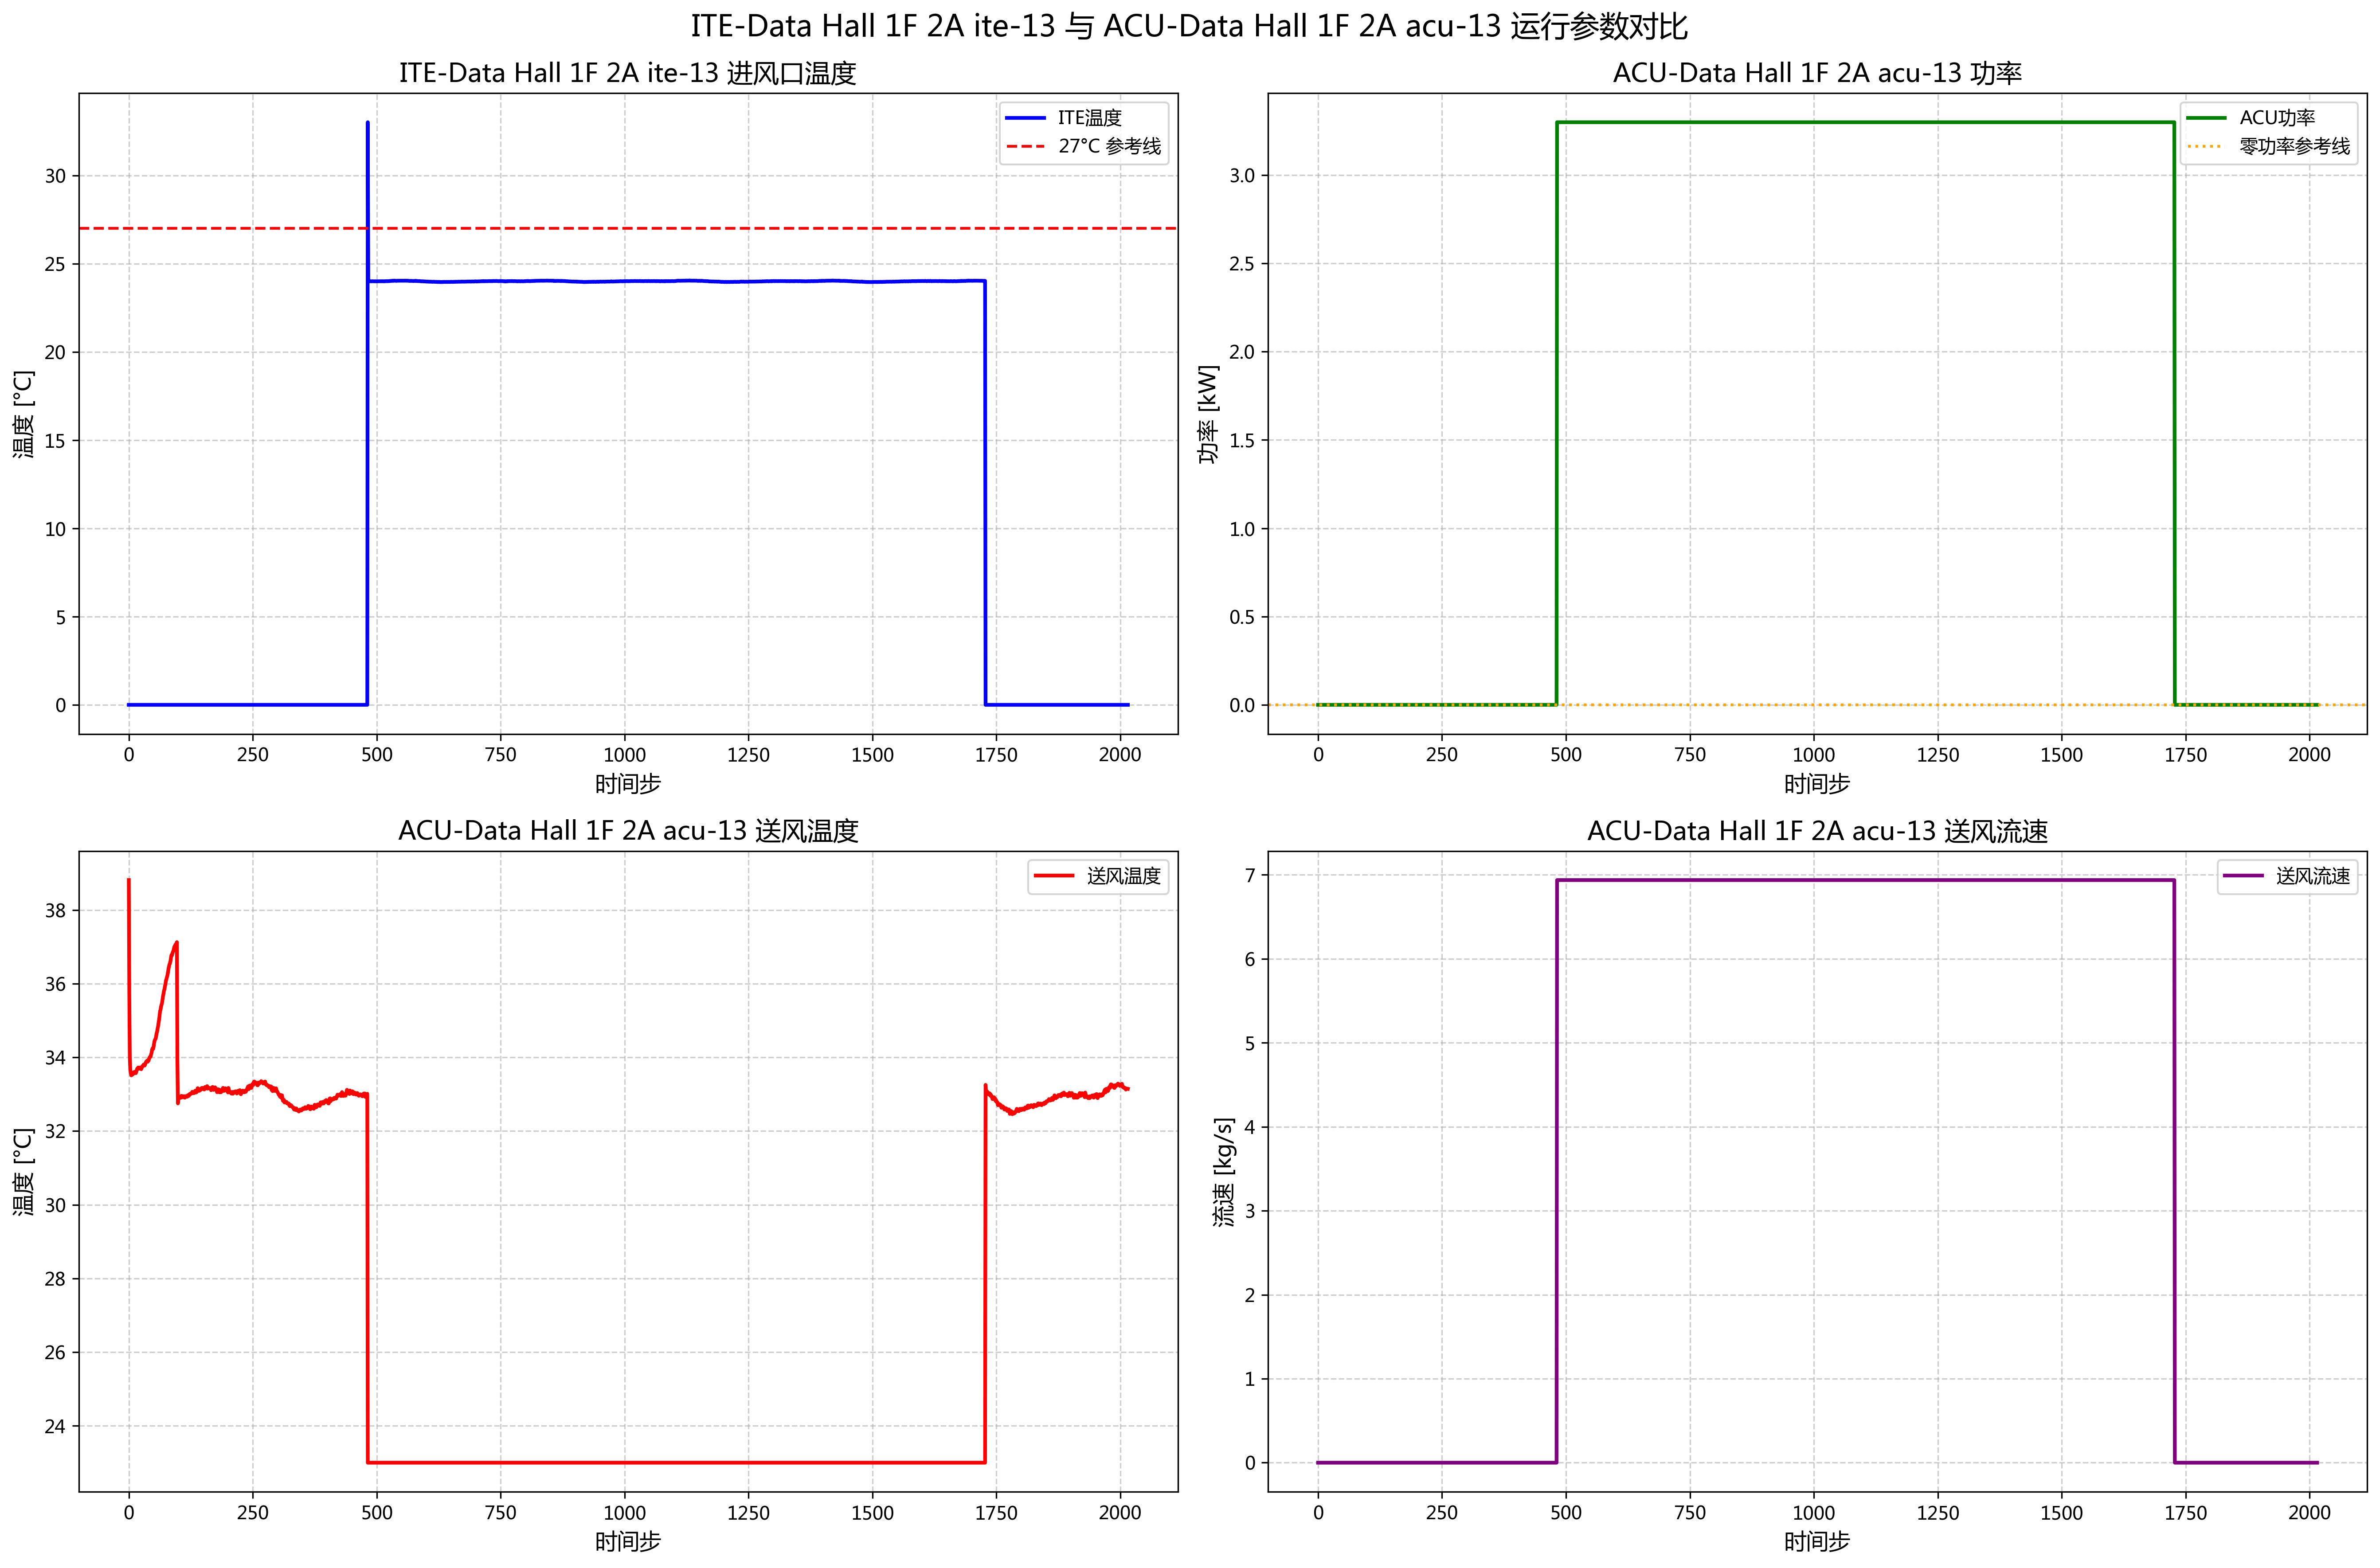 ITE-Data Hall 1F 2A ite-13 与 ACU-Data Hall 1F 2A acu-13 运行参数对比
ITE-Data Hall 1F 2A ite-13 进风口温度
ITE温度
27°C 参考线
30
25
20
15
10
5
0
温度 [°C]
0 250 500 750 1000 1250 1500 1750 2000
时间步
ACU-Data Hall 1F 2A acu-13 功率
ACU功率
零功率参考线
3.0
2.5
2.0
1.5
1.0
0.5
0.0
功率 [kW]
0 250 500 750 1000 1250 1500 1750 2000
时间步
ACU-Data Hall 1F 2A acu-13 送风温度
送风温度
38
36
34
32
30
28
26
24
温度 [°C]
0 250 500 750 1000 1250 1500 1750 2000
时间步
ACU-Data Hall 1F 2A acu-13 送风流速
送风流速
7
6
5
4
3
2
1
0
流速 [kg/s]
0 250 500 750 1000 1250 1500 1750 2000
时间步